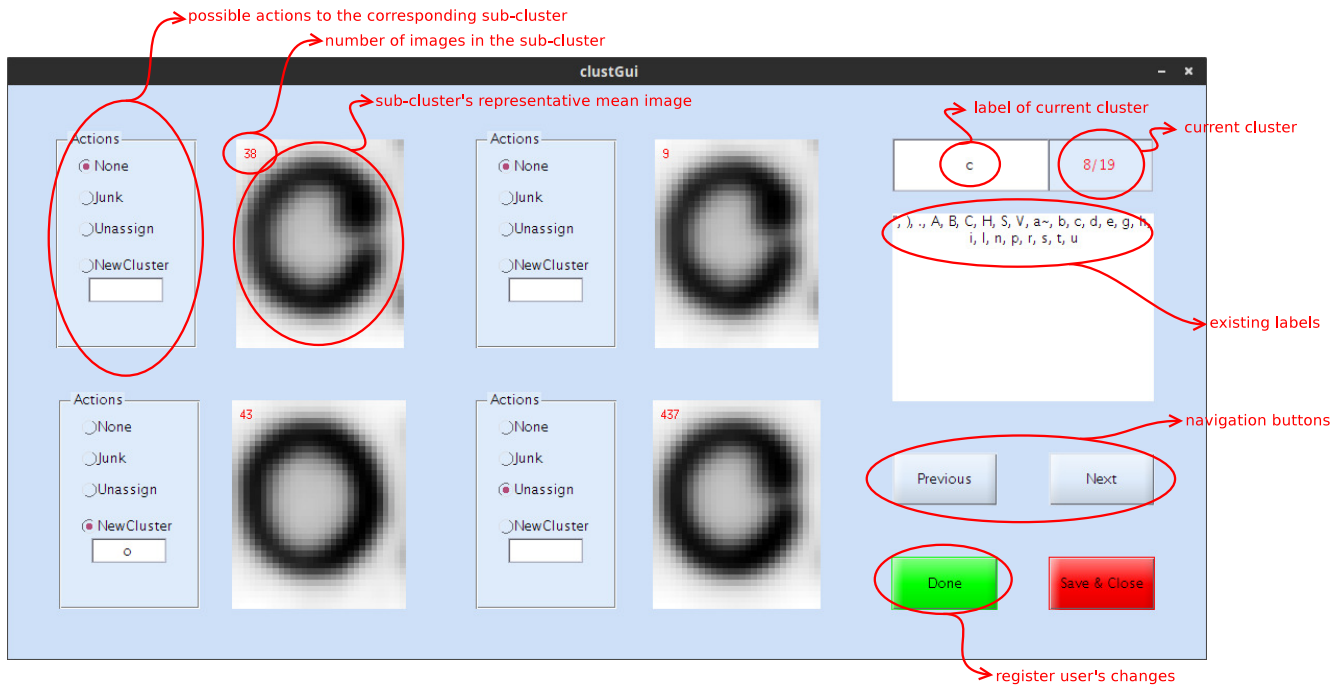 possible actions to the corresponding sub-cluster
number of images in the sub-cluster
clustGui
sub-cluster's representative mean image
label of current cluster
current cluster
Actions
None
Junk
Unassign
NewCluster
38
Actions
None
Junk
Unassign
NewCluster
9
c
8/19
), ., A, B, C, H, S, V, a~, b, c, d, e, g, h,
i, l, n, p, r, s, t, u
existing labels
Actions
None
Junk
Unassign
NewCluster
o
43
Actions
None
Junk
Unassign
NewCluster
437
navigation buttons
Previous
Next
Done
Save & Close
register user's changes